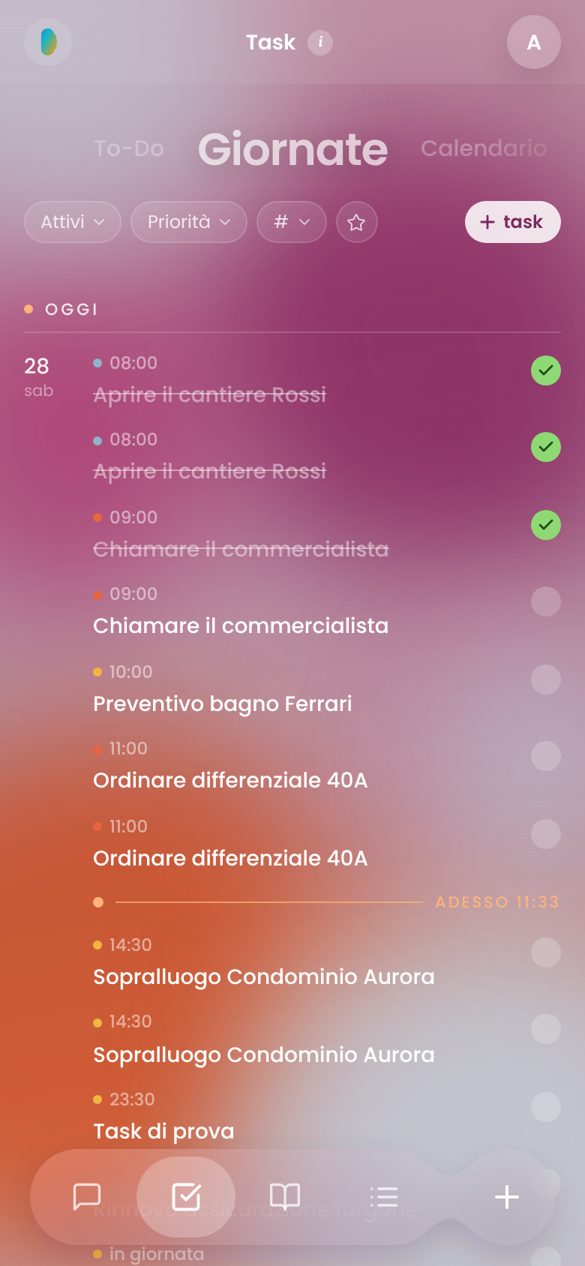 Task i
A
To-Do Giornate Calendario
Attivi Priorità # + task
OGGI
28
sab
08:00
Aprire il cantiere Rossi
08:00
Aprire il cantiere Rossi
09:00
Chiamare il commercialista
09:00
Chiamare il commercialista
10:00
Preventivo bagno Ferrari
11:00
Ordinare differenziale 40A
11:00
Ordinare differenziale 40A
ADESSO 11:33
14:30
Sopralluogo Condominio Aurora
14:30
Sopralluogo Condominio Aurora
23:30
Task di prova
Rinnovo assicurazione furgone
in giornata